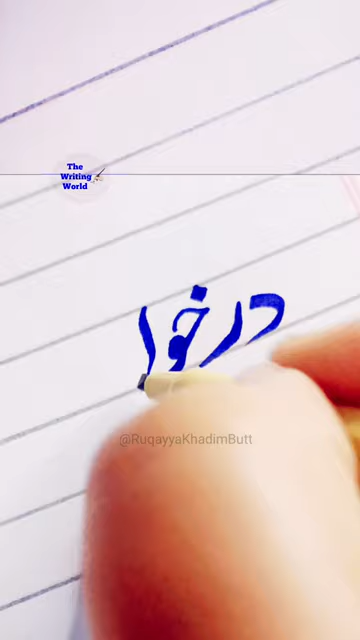 The
Writing
World
درخوا
@RuqayyaKhadimButt